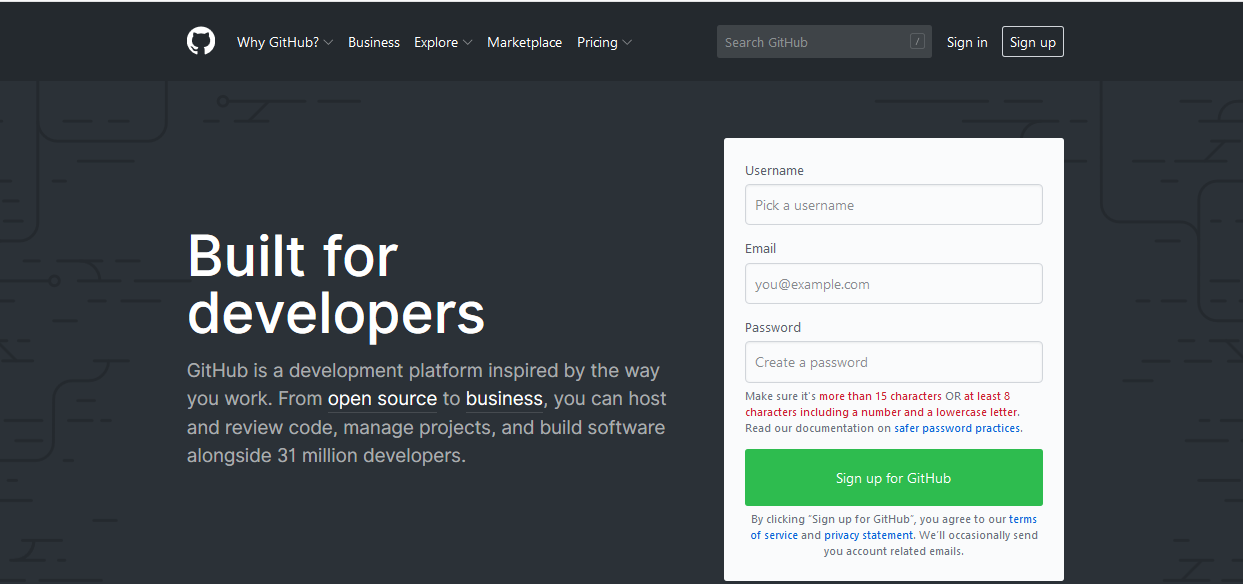 Why GitHub? Business Explore Marketplace Pricing Search GitHub / Sign in Sign up
Built for
developers
GitHub is a development platform inspired by the way
you work. From open source to business, you can host
and review code, manage projects, and build software
alongside 31 million developers.
Username
Pick a username
Email
you@example.com
Password
Create a password
Make sure it's more than 15 characters OR at least 8
characters including a number and a lowercase letter.
Read our documentation on safer password practices.
Sign up for GitHub
By clicking “Sign up for GitHub”, you agree to our terms
of service and privacy statement. We’ll occasionally send
you account related emails.